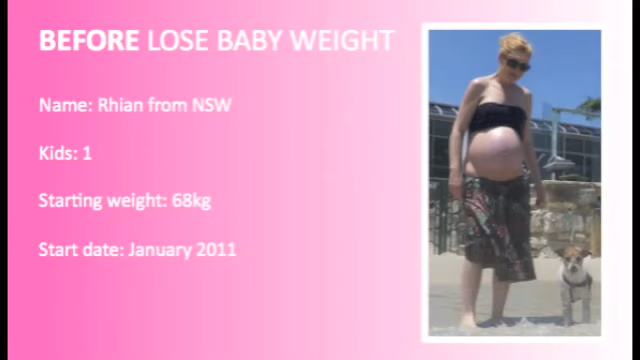 BEFORE LOSE BABY WEIGHT
Name: Rhian from NSW
Kids: 1
Starting weight: 68kg
Start date: January 2011